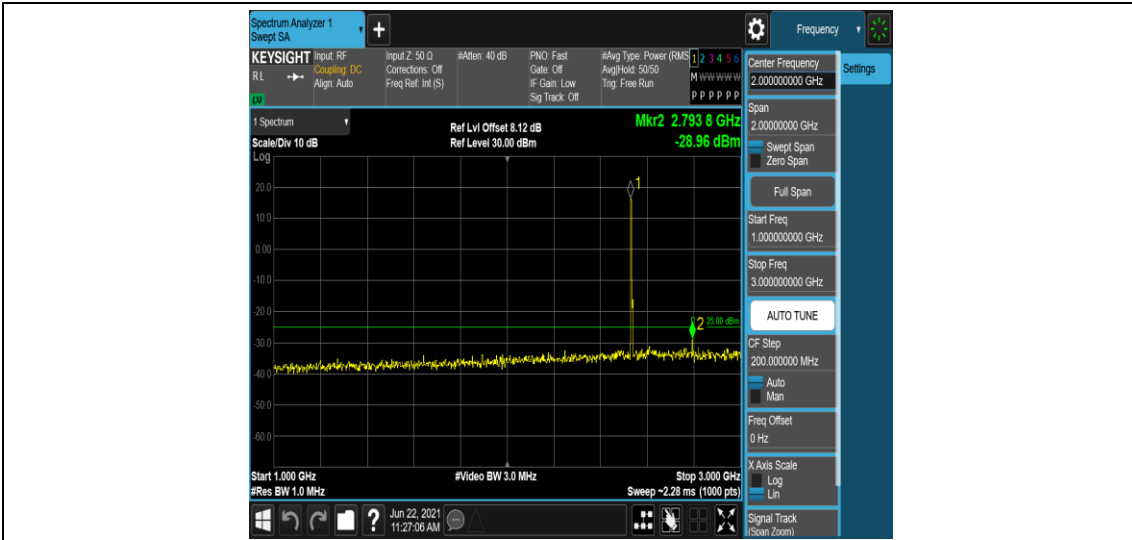 Spectrum Analyzer 1
Swept SA
+
Frequency
KEYSIGHT
R L
LXI
Input: RF
Coupling: DC
Align: Auto
Input Z: 50 Ω
Corrections: Off
Freq Ref: Int (S)
#Atten: 40 dB
PNO: Fast
Gate: Off
IF Gain: Low
Sig Track: Off
#Avg Type: Power (RMS
Avg|Hold: 50/50
Trig: Free Run
1 2 3 4 5 6
M W W W W W
P P P P P P
1 Spectrum
Scale/Div 10 dB
Log
Ref Lvl Offset 8.12 dB
Ref Level 30.00 dBm
Mkr2 2.793 8 GHz
-28.96 dBm
20.0
10.0
0.00
-10.0
-20.0
-30.0
-40.0
-50.0
-60.0
1
2
25.00 dBm
Start 1.000 GHz
#Res BW 1.0 MHz
#Video BW 3.0 MHz
Stop 3.000 GHz
Sweep ~2.28 ms (1000 pts)
?
Jun 22, 2021
11:27:06 AM
Center Frequency
2.000000000 GHz
Settings
Span
2.00000000 GHz
Swept Span
Zero Span
Full Span
Start Freq
1.000000000 GHz
Stop Freq
3.000000000 GHz
AUTO TUNE
CF Step
200.000000 MHz
Auto
Man
Freq Offset
0 Hz
X Axis Scale
Log
Lin
Signal Track
(Span Zoom)